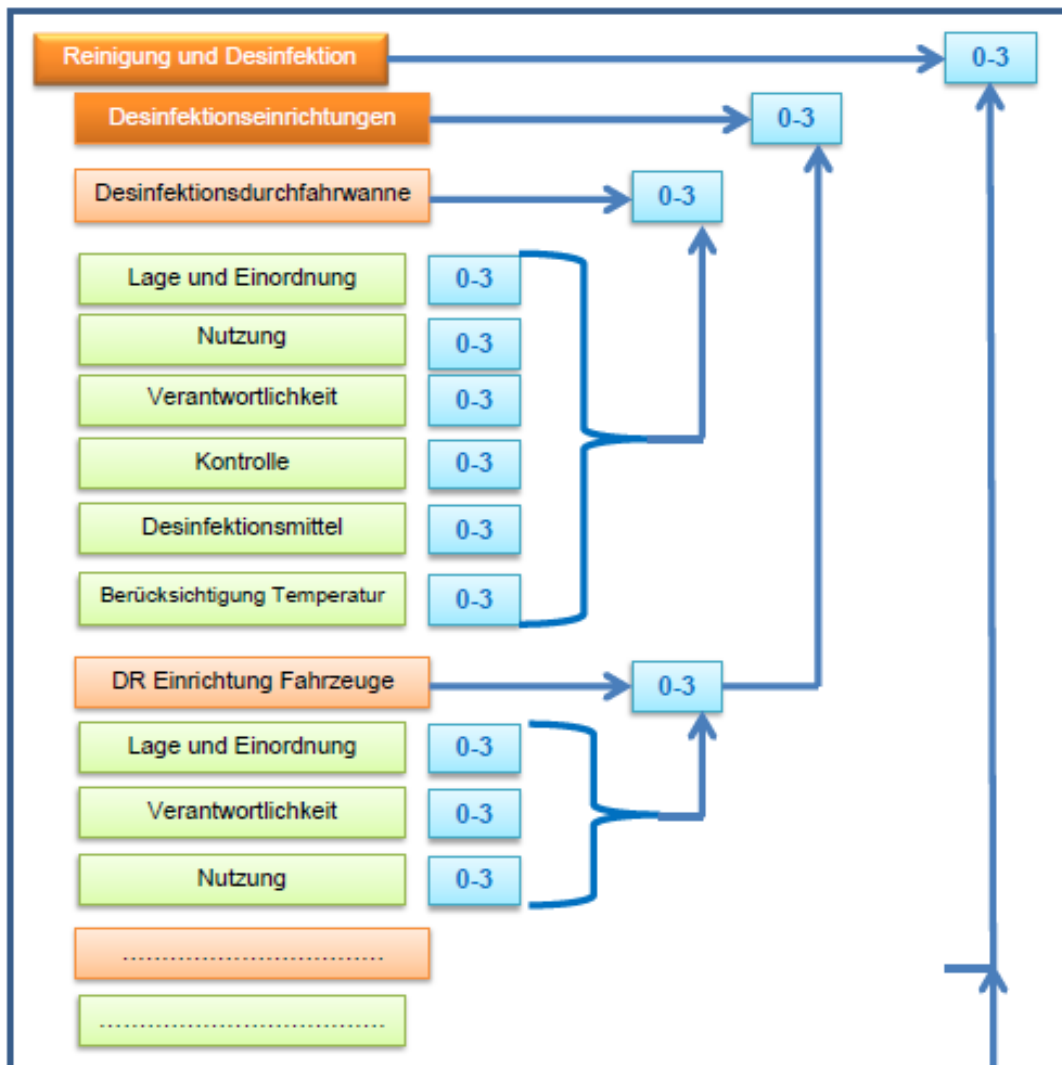 Reinigung und Desinfektion 0-3
Desinfektionseinrichtungen 0-3
Desinfektionsdurchfahrwanne 0-3
Lage und Einordnung 0-3
Nutzung 0-3
Verantwortlichkeit 0-3
Kontrolle 0-3
Desinfektionsmittel 0-3
Berücksichtigung Temperatur 0-3
DR Einrichtung Fahrzeuge 0-3
Lage und Einordnung 0-3
Verantwortlichkeit 0-3
Nutzung 0-3
.................................
....................................